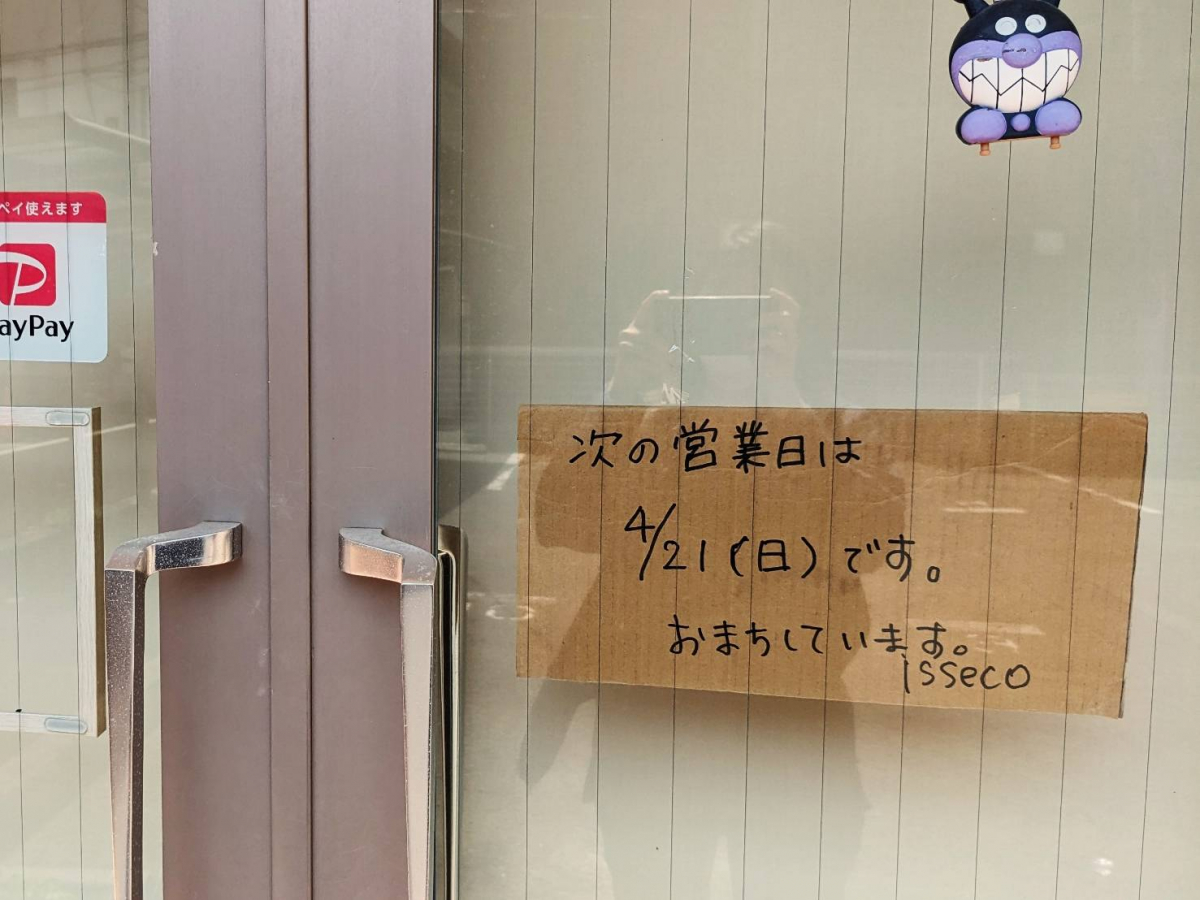 ペイ使えます
ayPay
次の営業日は
4/21(日)です。
おまちしています。
isseco